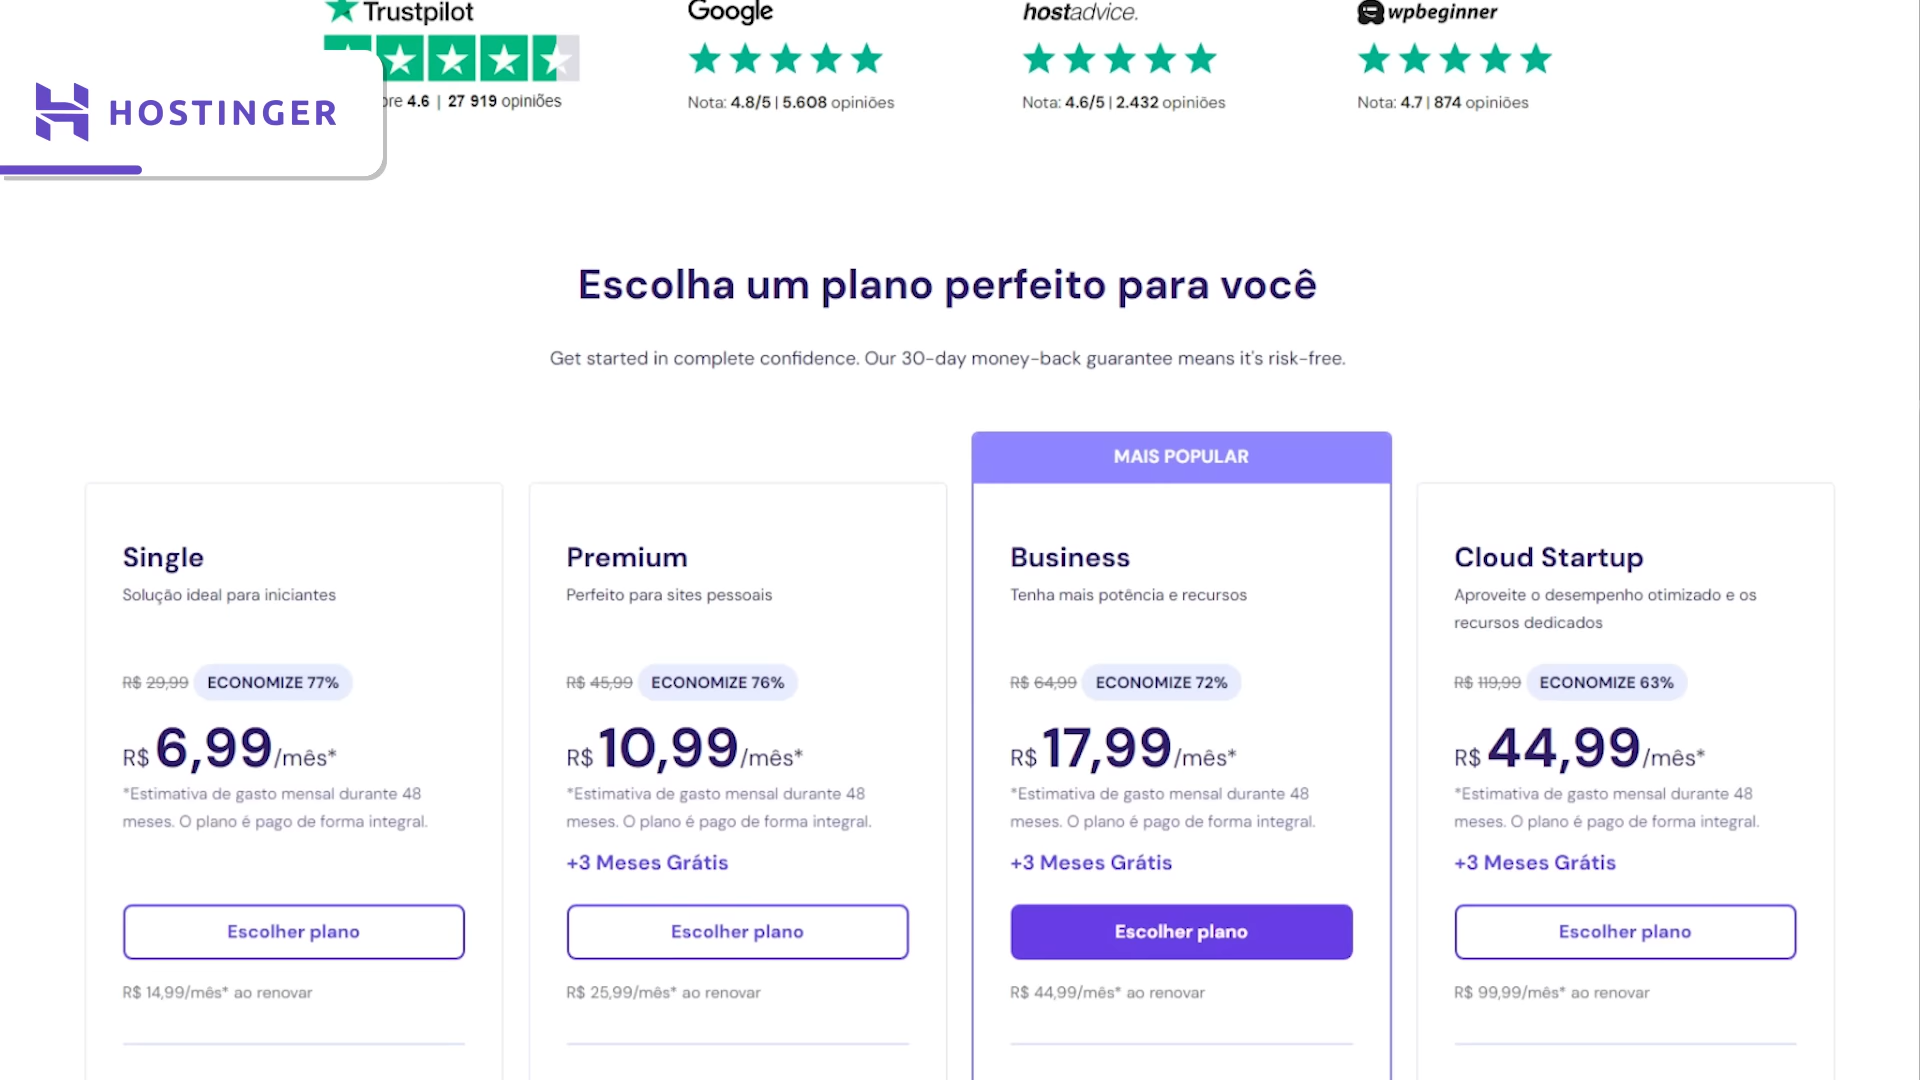 Trustpilot
Google
hostadvice.
wpbeginner
HOSTINGER
4.6 | 27 919 opiniões
Nota: 4.8/5 | 5.608 opiniões
Nota: 4.6/5 | 2.432 opiniões
Nota: 4.7 | 874 opiniões
Escolha um plano perfeito para você
Get started in complete confidence. Our 30-day money-back guarantee means it's risk-free.
MAIS POPULAR
Single
Solução ideal para iniciantes
R$ 29,99 ECONOMIZE 77%
R$ 6,99/mês*
*Estimativa de gasto mensal durante 48
meses. O plano é pago de forma integral.
Escolher plano
R$ 14,99/mês* ao renovar
Premium
Perfeito para sites pessoais
R$ 45,99 ECONOMIZE 76%
R$ 10,99/mês*
*Estimativa de gasto mensal durante 48
meses. O plano é pago de forma integral.
+3 Meses Grátis
Escolher plano
R$ 25,99/mês* ao renovar
Business
Tenha mais potência e recursos
R$ 64,99 ECONOMIZE 72%
R$ 17,99/mês*
*Estimativa de gasto mensal durante 48
meses. O plano é pago de forma integral.
+3 Meses Grátis
Escolher plano
R$ 44,99/mês* ao renovar
Cloud Startup
Aproveite o desempenho otimizado e os
recursos dedicados
R$ 119,99 ECONOMIZE 63%
R$ 44,99/mês*
*Estimativa de gasto mensal durante 48
meses. O plano é pago de forma integral.
+3 Meses Grátis
Escolher plano
R$ 99,99/mês* ao renovar